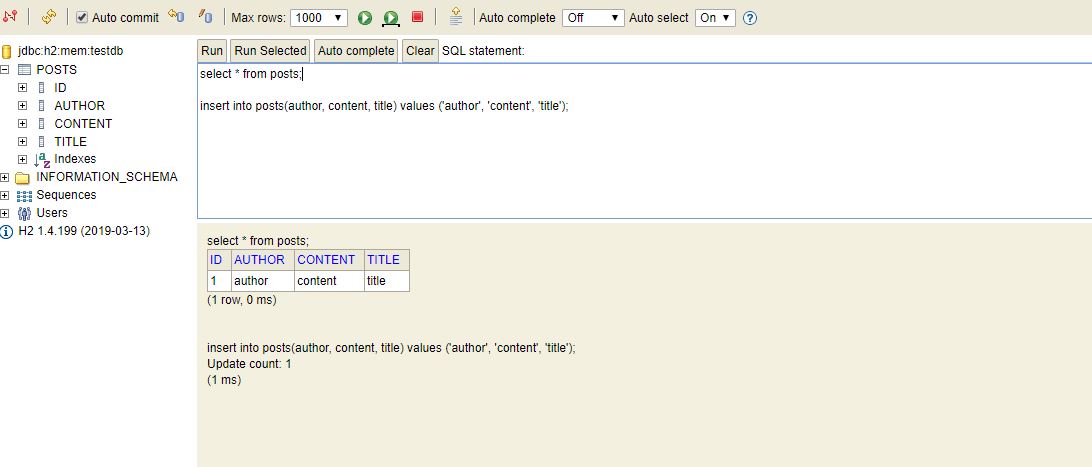 Auto commit Max rows: 1000 Auto complete Off Auto select On
jdbc:h2:mem:testdb
POSTS
ID
AUTHOR
CONTENT
TITLE
Indexes
INFORMATION_SCHEMA
Sequences
Users
H2 1.4.199 (2019-03-13)
Run Run Selected Auto complete Clear SQL statement:
select * from posts;
insert into posts(author, content, title) values ('author', 'content', 'title');
select * from posts;
ID AUTHOR CONTENT TITLE
1 author content title
(1 row, 0 ms)
insert into posts(author, content, title) values ('author', 'content', 'title');
Update count: 1
(1 ms)